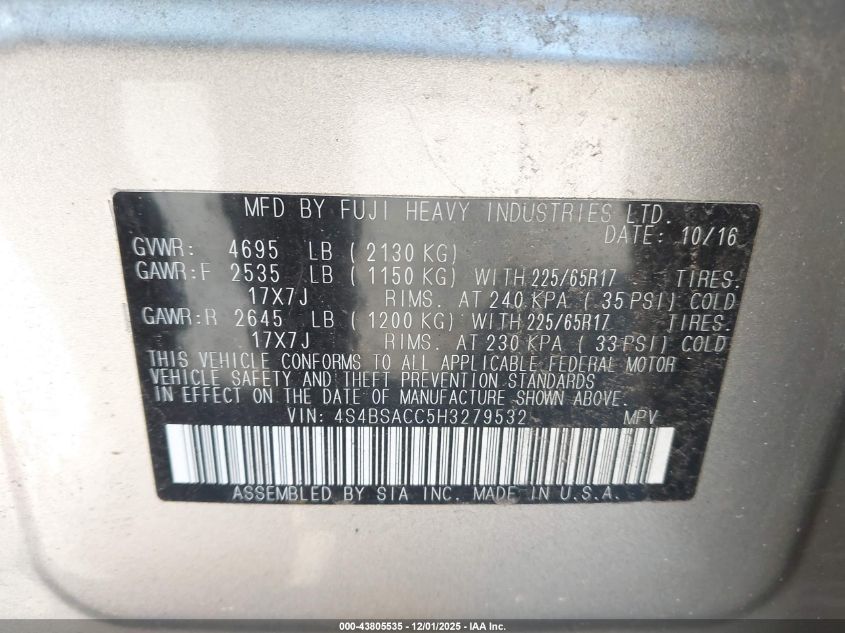 MFD BY FUJI HEAVY INDUSTRIES LTD.
DATE: 10/16
GVWR: 4695 LB ( 2130 KG)
GAWR:F 2535 LB ( 1150 KG) WITH 225/65R17 TIRES.
17X7J RIMS. AT 240 KPA ( 35 PSI) COLD
GAWR:R 2645 LB ( 1200 KG) WITH 225/65R17 TIRES.
17X7J RIMS. AT 230 KPA ( 33 PSI) COLD
THIS VEHICLE CONFORMS TO ALL APPLICABLE FEDERAL MOTOR
VEHICLE SAFETY AND THEFT PREVENTION STANDARDS
IN EFFECT ON THE DATE OF MANUFACTURE SHOWN ABOVE.
VIN: 4S4BSACC5H3279532 MPV
ASSEMBLED BY SIA INC. MADE IN U.S.A.
000-43805535 - 12/01/2025 - IAA Inc.